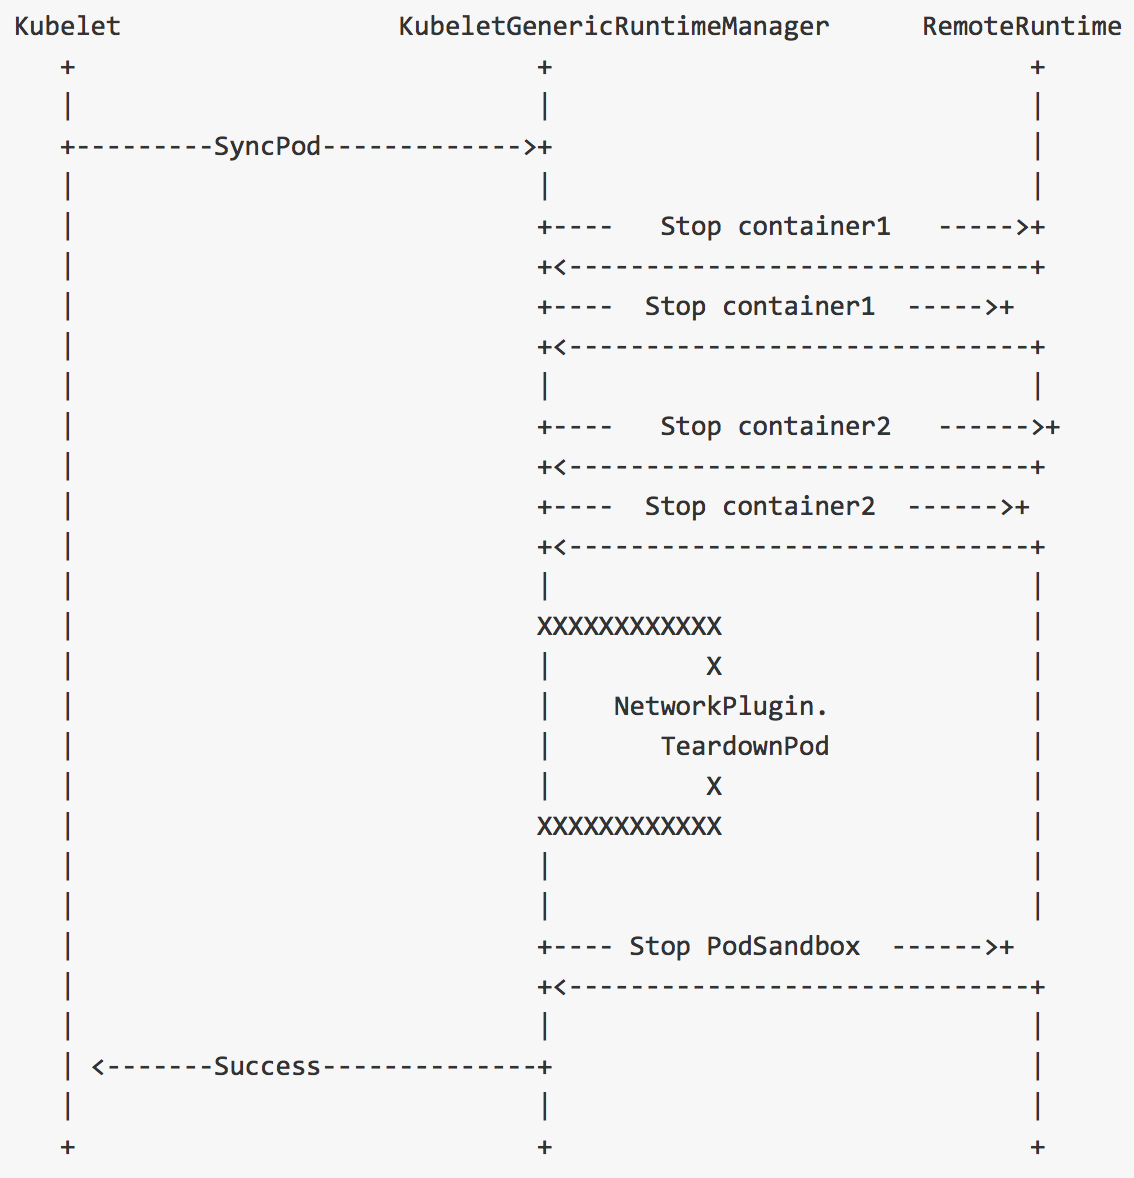 Kubelet                                    KubeletGenericRuntimeManager            RemoteRuntime
    +                              +                               +
    |                              |                               |
    +---------SyncPod------------->+                               |
    |                              |                               |
    |                              +----   Stop container1   ----->+
    |                              +<------------------------------+
    |                              +----  Stop container1  ----->+
    |                              +<------------------------------+
    |                              |                               |
    |                              +----   Stop container2   ------>+
    |                              +<------------------------------+
    |                              +----  Stop container2  ------>+
    |                              +<------------------------------+
    |                              |                               |
    |                              XXXXXXXXXXXX                    |
    |                              |          X                    |
    |                              |    NetworkPlugin.             |
    |                              |       TeardownPod             |
    |                              |          X                    |
    |                              XXXXXXXXXXXX                    |
    |                              |                               |
    |                              |                               |
    |                              +---- Stop PodSandbox  ------>+
    |                              +<------------------------------+
    |                              |                               |
    | <-------Success--------------+                               |
    |                              |                               |
    +                              +                               +